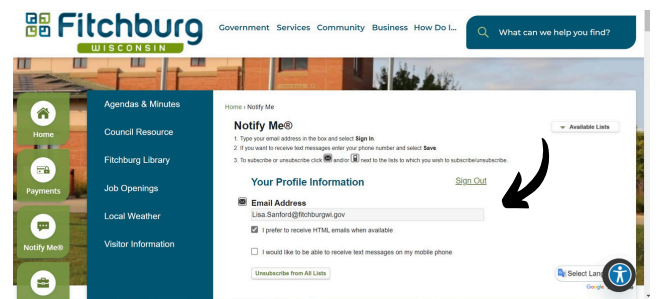 Fitchburg
WISCONSIN
Government Services Community Business How Do I...
What can we help you find?
Home
Payments
Notify Me®
Agendas & Minutes
Council Resource
Fitchburg Library
Job Openings
Local Weather
Visitor Information
Home › Notify Me
Notify Me®
Available Lists
1. Type your email address in the box and select Sign In.
2. If you want to receive text messages enter your phone number and select Save.
3. To subscribe or unsubscribe click and/or next to the lists to which you wish to subscribe/unsubscribe.
Your Profile Information
Sign Out
Email Address
Lisa.Sanford@fitchburgwi.gov
I prefer to receive HTML emails when available
I would like to be able to receive text messages on my mobile phone
Unsubscribe from All Lists
Select Lang